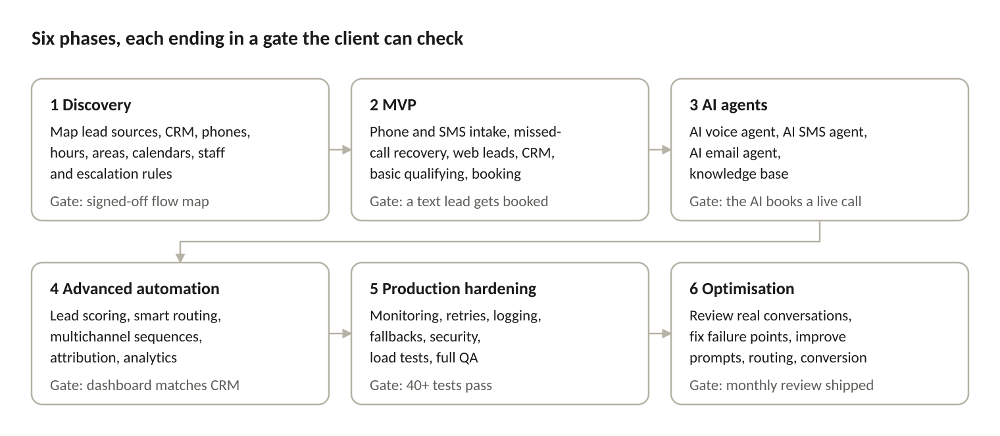 Six phases, each ending in a gate the client can check
1 Discovery
Map lead sources, CRM, phones,
hours, areas, calendars, staff
and escalation rules
Gate: signed-off flow map
2 MVP
Phone and SMS intake, missed-
call recovery, web leads, CRM,
basic qualifying, booking
Gate: a text lead gets booked
3 AI agents
AI voice agent, AI SMS agent,
AI email agent,
knowledge base
Gate: the AI books a live call
4 Advanced automation
Lead scoring, smart routing,
multichannel sequences,
attribution, analytics
Gate: dashboard matches CRM
5 Production hardening
Monitoring, retries, logging,
fallbacks, security,
load tests, full QA
Gate: 40+ tests pass
6 Optimisation
Review real conversations,
fix failure points, improve
prompts, routing, conversion
Gate: monthly review shipped